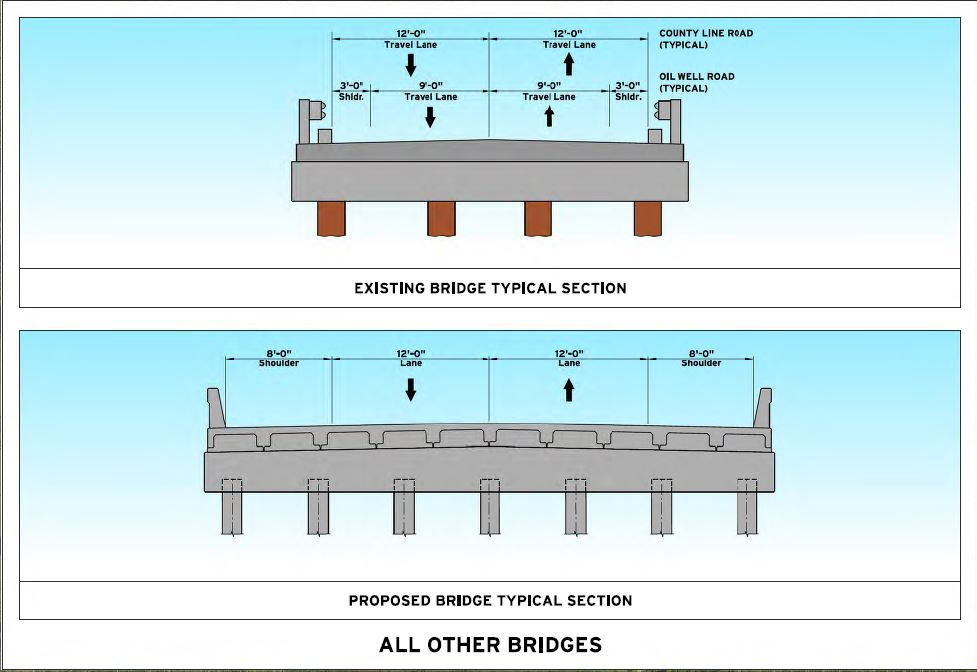 12'-0" 12'-0" COUNTY LINE ROAD
Travel Lane Travel Lane (TYPICAL)
OIL WELL ROAD
3'-0" 9'-0" 9'-0" 3'-0" (TYPICAL)
Shldr. Travel Lane Travel Lane Shldr.
EXISTING BRIDGE TYPICAL SECTION
8'-0" 12'-0" 12'-0" 8'-0"
Shoulder Lane Lane Shoulder
PROPOSED BRIDGE TYPICAL SECTION
ALL OTHER BRIDGES